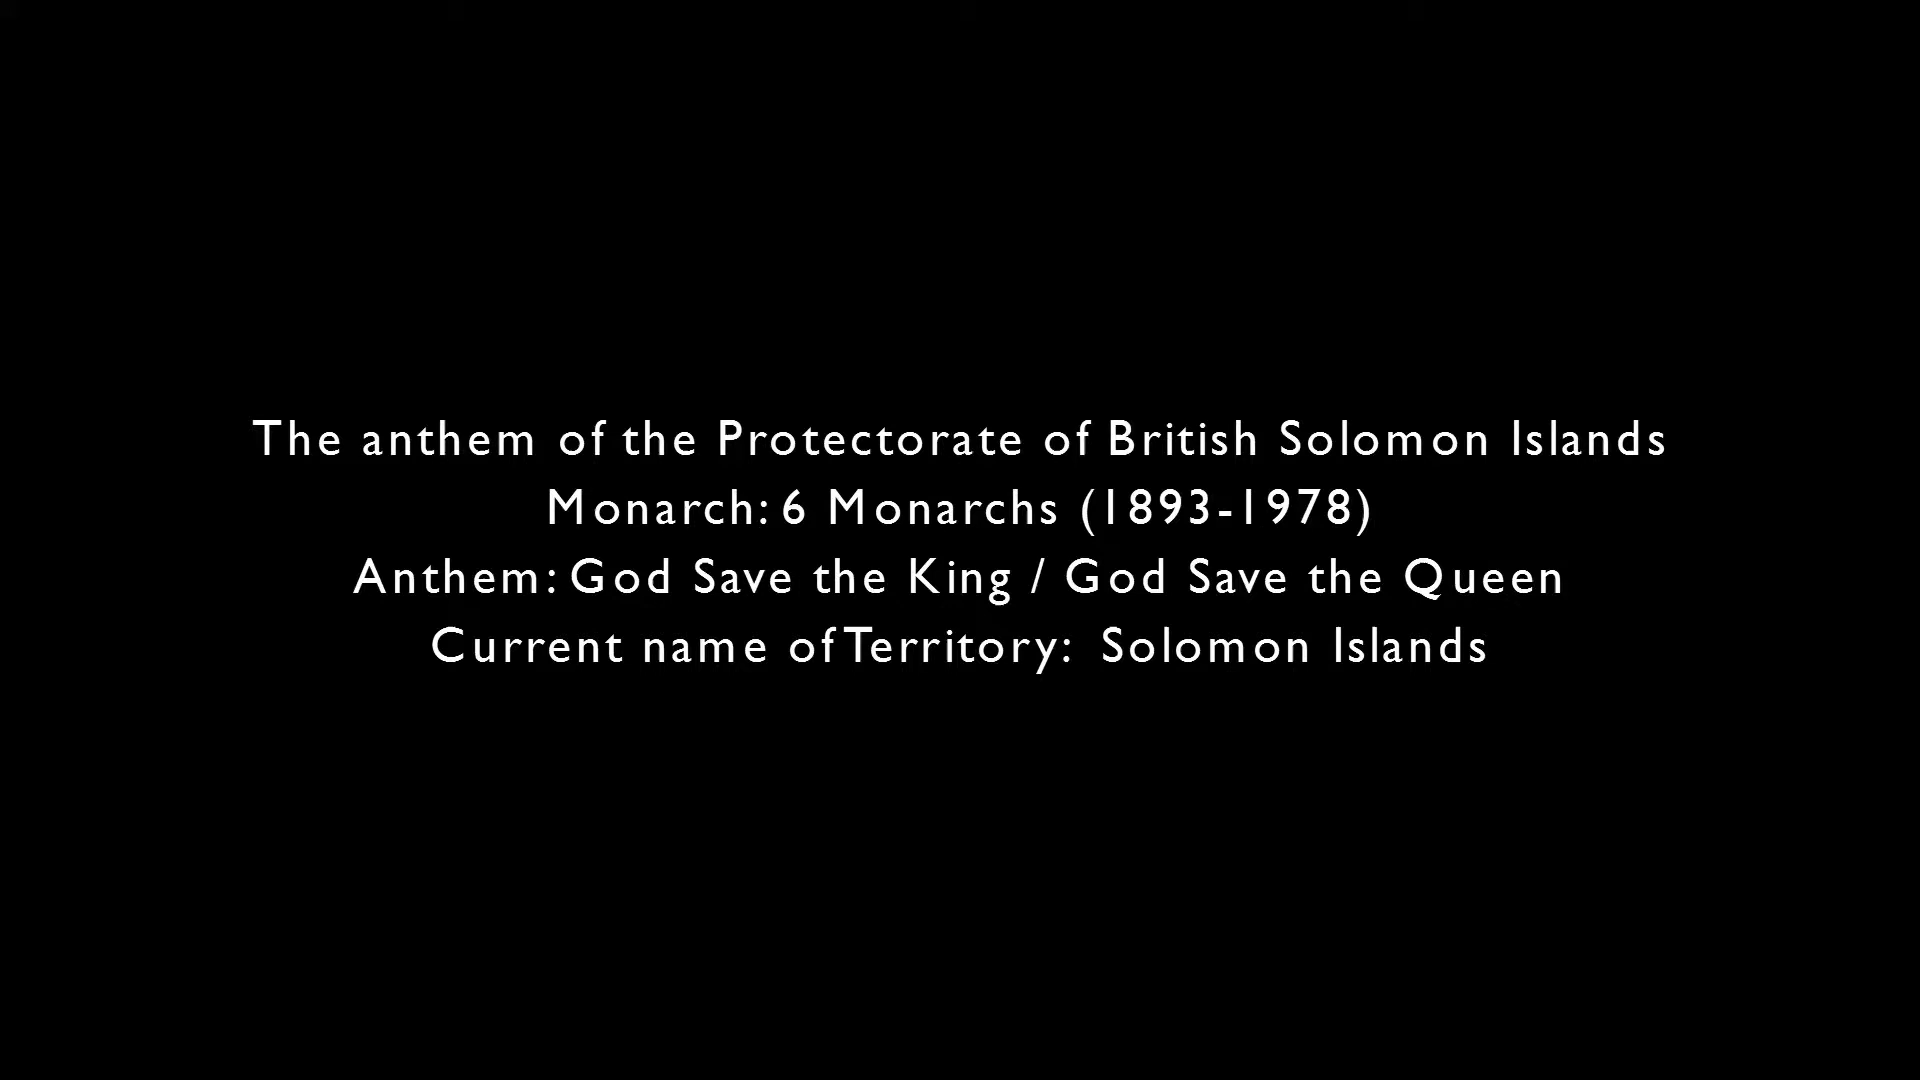 The anthem of the Protectorate of British Solomon Islands
Monarch: 6 Monarchs (1893-1978)
Anthem: God Save the King / God Save the Queen
Current name of Territory: Solomon Islands